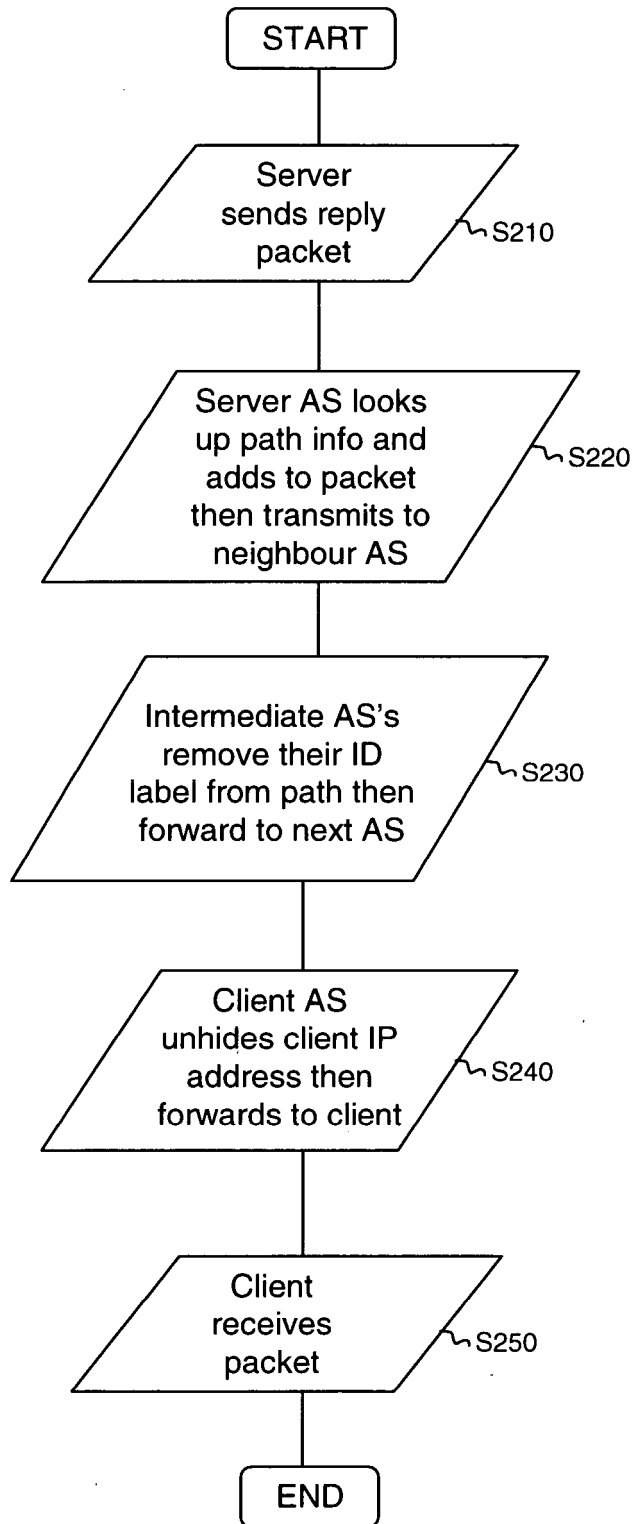 START
Server
sends reply
packet
S210
Server AS looks
up path info and
adds to packet
then transmits to
neighbour AS
S220
Intermediate AS's
remove their ID
label from path then
forward to next AS
S230
Client AS
unhides client IP
address then
forwards to client
S240
Client
receives
packet
S250
END